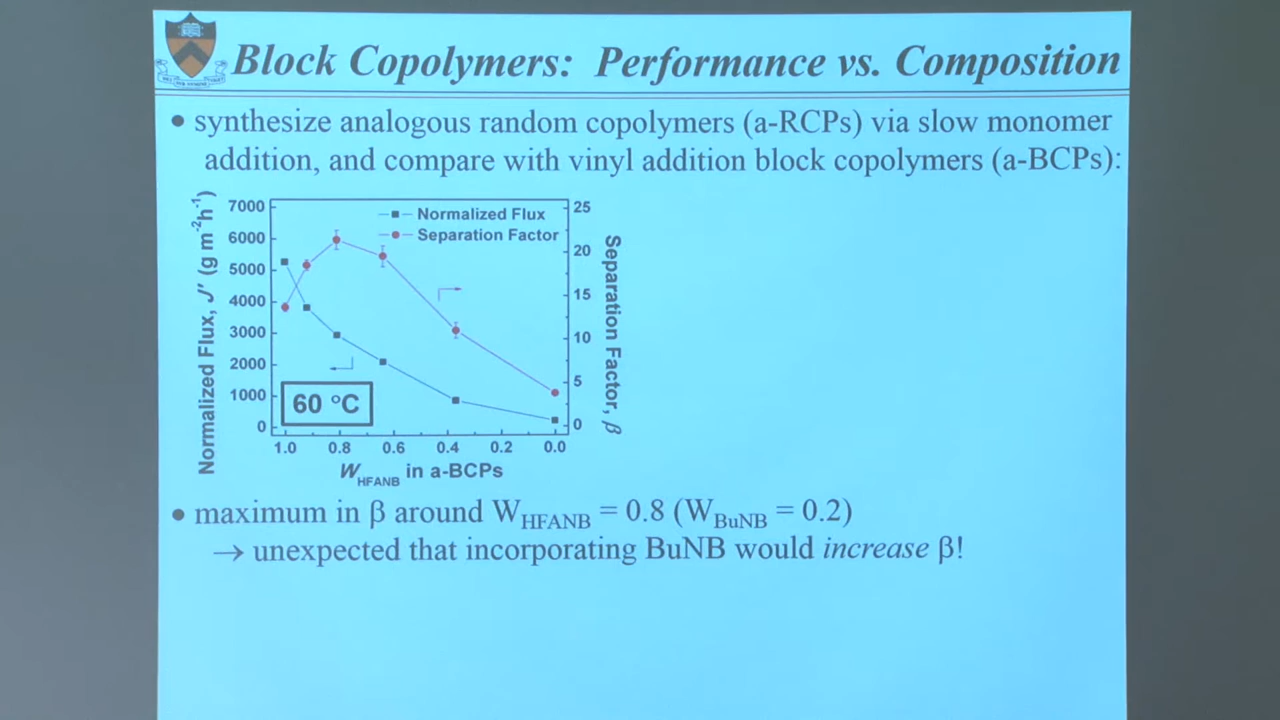 Block Copolymers: Performance vs. Composition
• synthesize analogous random copolymers (a-RCPs) via slow monomer
addition, and compare with vinyl addition block copolymers (a-BCPs):
Normalized Flux, J′ (g m⁻²h⁻¹)
7000
6000
5000
4000
3000
2000
1000
0
Normalized Flux
Separation Factor
60 °C
25
20
15
10
5
0
Separation Factor, β
1.0 0.8 0.6 0.4 0.2 0.0
W_HFANB in a-BCPs
• maximum in β around W_HFANB = 0.8 (W_BuNB = 0.2)
→ unexpected that incorporating BuNB would increase β!